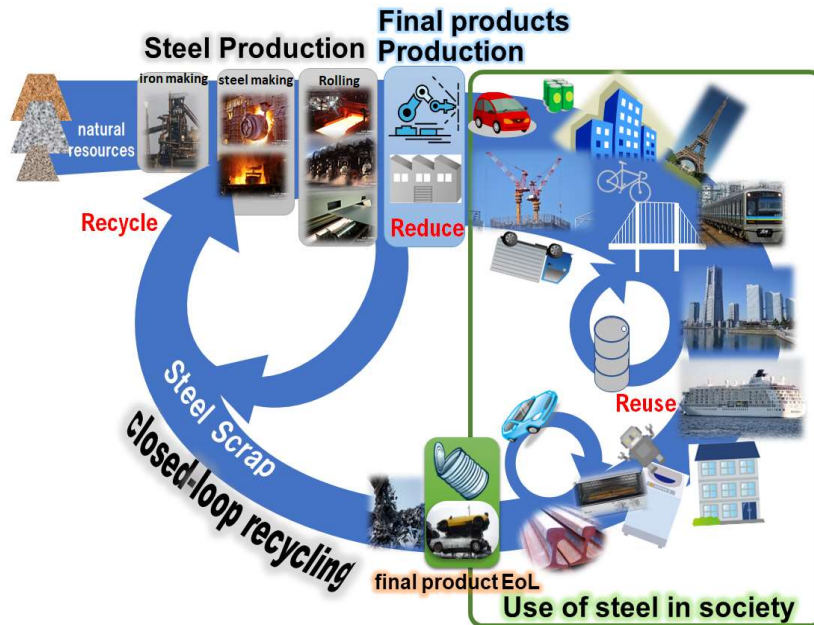 Steel Production
Final products
Production
iron making
steel making
Rolling
natural
resources
Recycle
Reduce
Reuse
Steel Scrap
closed-loop recycling
final product EoL
Use of steel in society